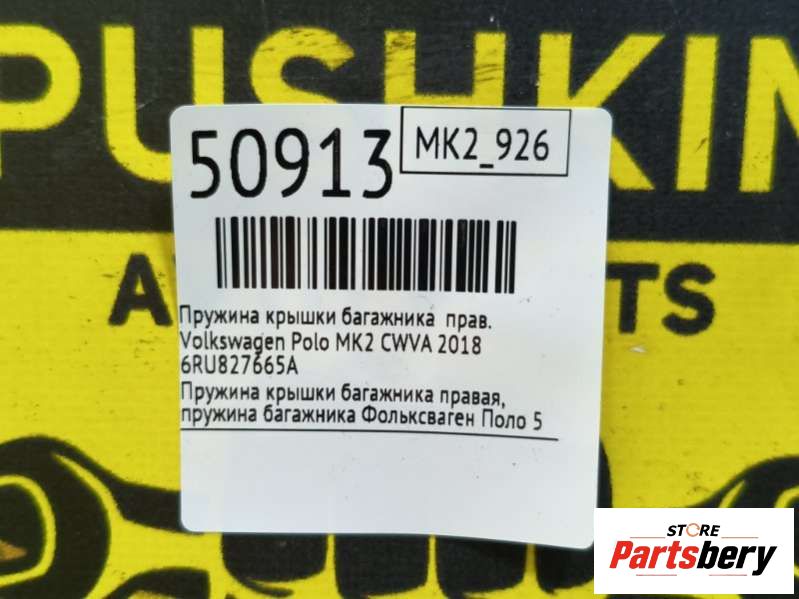 PUSHKIN
50913
MK2_926
TS
Пружина крышки багажника прав.
Volkswagen Polo MK2 CWVA 2018
6RU827665A
Пружина крышки багажника правая,
пружина багажника Фольксваген Поло 5
STORE
Partsbery